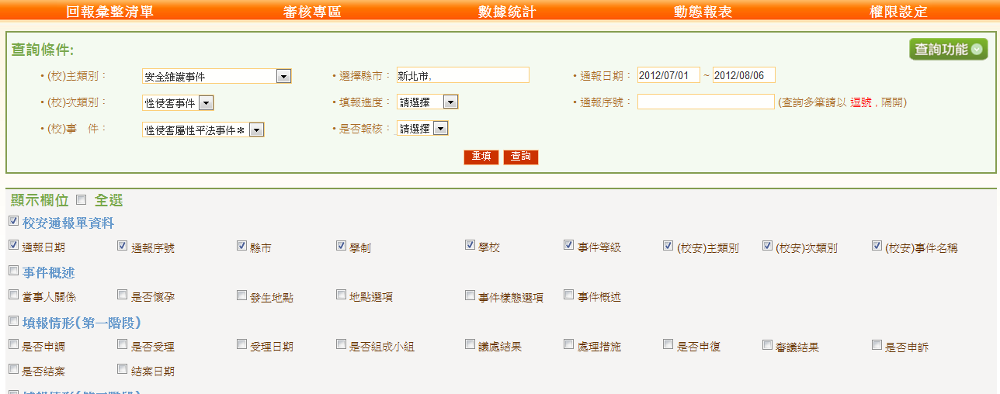 回報彙整清單 審核專區 數據統計 動態報表 權限設定
查詢條件: 查詢功能
•(校)主類別： 安全維護事件 •選擇縣市： 新北市, •通報日期： 2012/07/01 ~ 2012/08/06
•(校)次類別： 性侵害事件 •填報進度： 請選擇 •通報序號： (查詢多筆請以 逗號 , 隔開)
•(校)事 件： 性侵害屬性平法事件＊ •是否報核： 請選擇
重填 查詢
顯示欄位 全選
校安通報單資料
通報日期 通報序號 縣市 學制 學校 事件等級 (校安)主類別 (校安)次類別 (校安)事件名稱
事件概述
當事人關係 是否懷孕 發生地點 地點選項 事件樣態選項 事件概述
填報情形(第一階段)
是否申調 是否受理 受理日期 是否組成小組 議處結果 處理措施 是否申復 審議結果 是否申訴
是否結案 結案日期